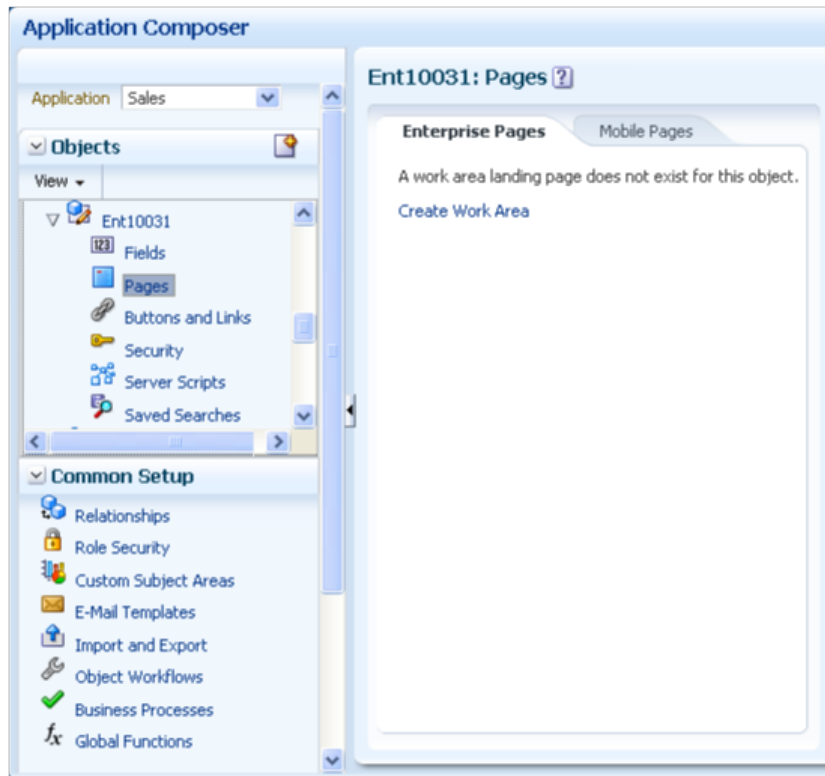 Application Composer
Application Sales
Objects
View
Ent10031
123 Fields
Pages
Buttons and Links
Security
Server Scripts
Saved Searches
Common Setup
Relationships
Role Security
Custom Subject Areas
E-Mail Templates
Import and Export
Object Workflows
Business Processes
fx Global Functions
Ent10031: Pages ?
Enterprise Pages Mobile Pages
A work area landing page does not exist for this object.
Create Work Area